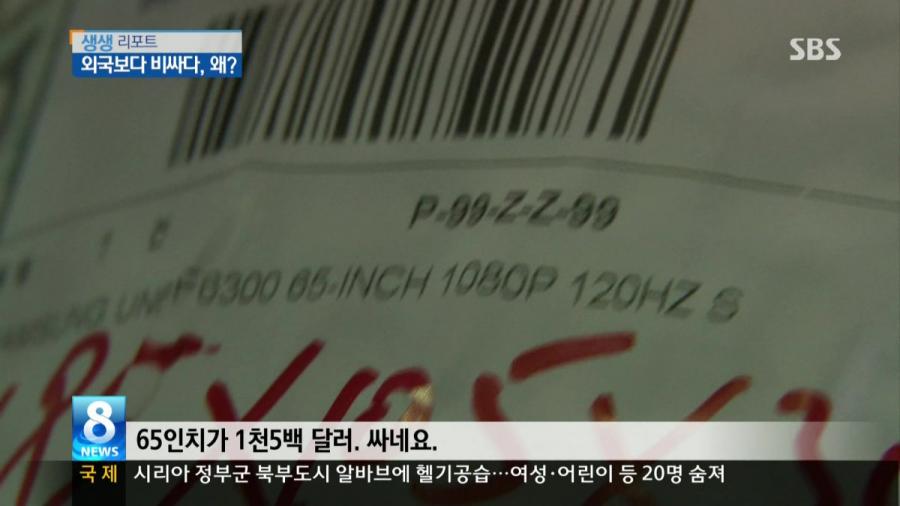 생생 리포트
외국보다 비싸다, 왜?
SBS
P-99-Z-Z-99
65-INCH 1080P 120HZ S
8
NEWS
65인치가 1천5백 달러. 싸네요.
국 제 시리아 정부군 북부도시 알바브에 헬기공습…여성·어린이 등 20명 숨져